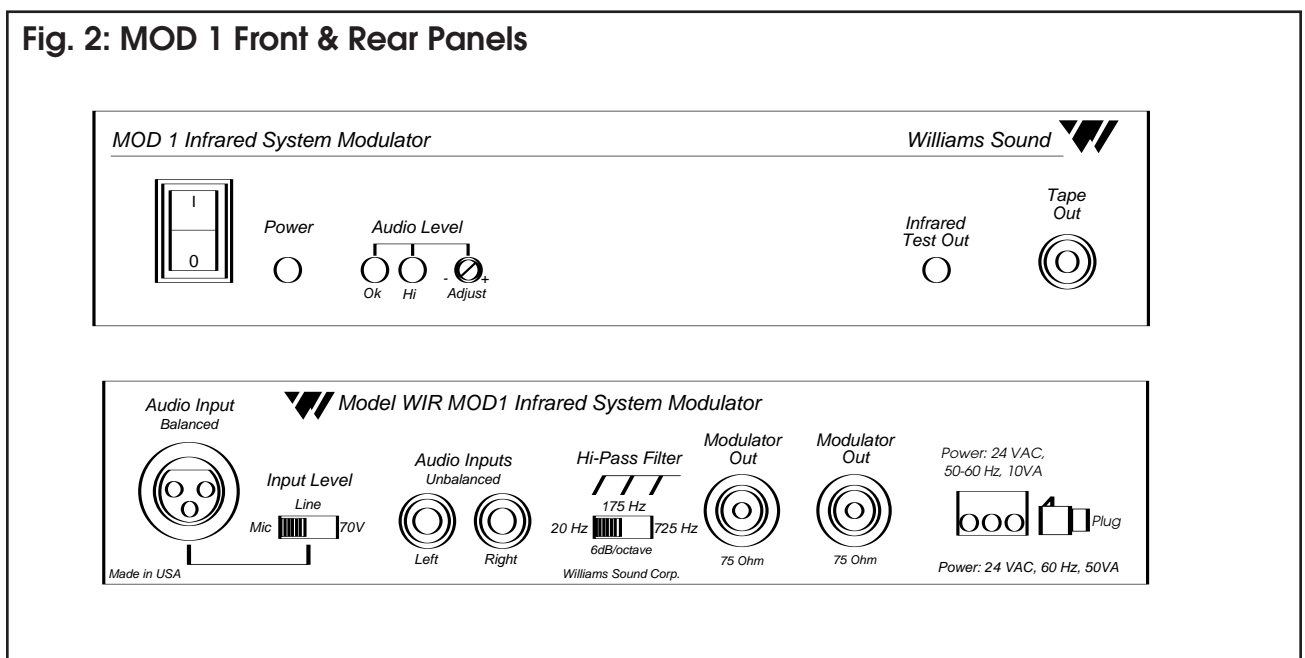 Fig. 2: MOD 1 Front & Rear Panels
MOD 1 Infrared System Modulator
Williams Sound
I
0
Power
Audio Level
Ok
Hi
- +
Adjust
Infrared
Test Out
Tape
Out
Audio Input
Balanced
Model WIR MOD1 Infrared System Modulator
Input Level
Line
Mic
70V
Audio Inputs
Unbalanced
Left
Right
Hi-Pass Filter
175 Hz
20 Hz
725 Hz
6dB/octave
Modulator
Out
75 Ohm
Modulator
Out
75 Ohm
Power: 24 VAC,
50-60 Hz, 10VA
Plug
Power: 24 VAC, 60 Hz, 50VA
Made in USA
Williams Sound Corp.